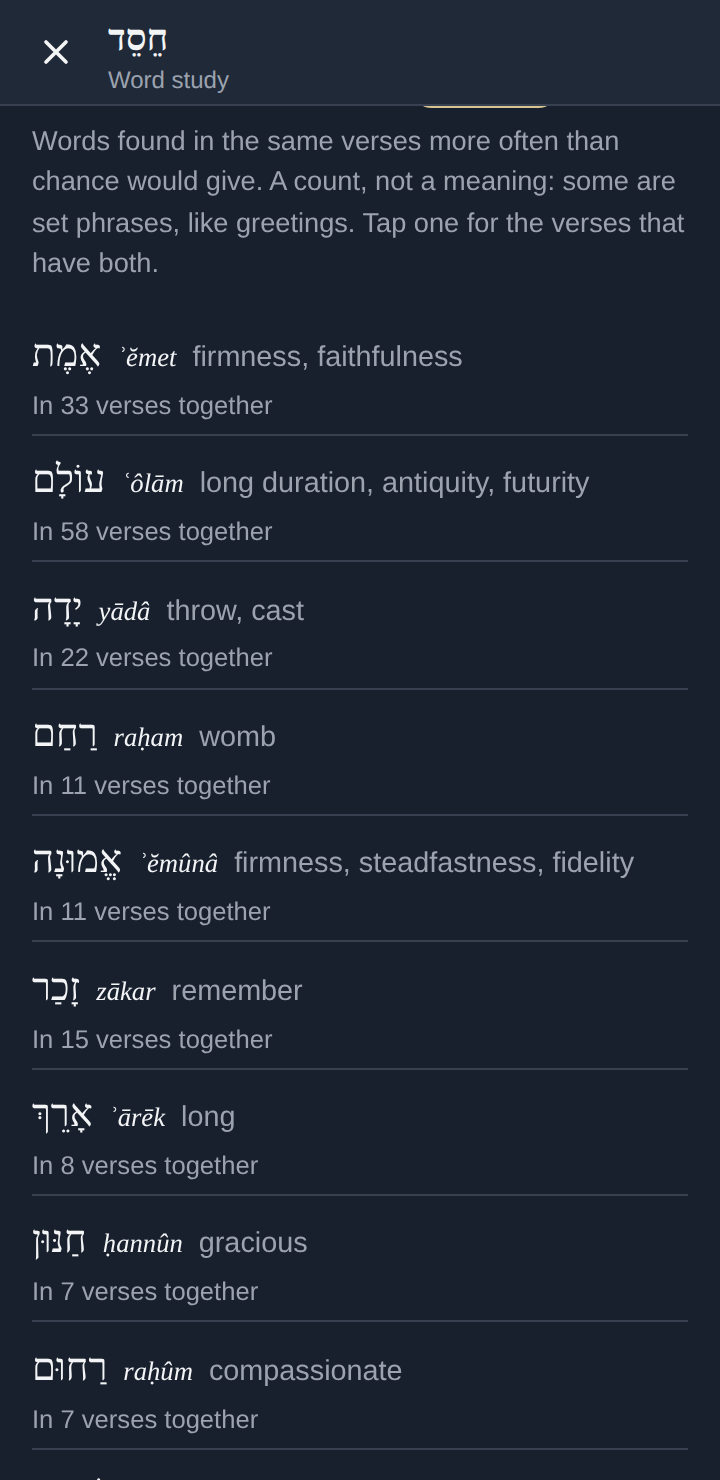 חֵסֵד
Word study
Words found in the same verses more often than
chance would give. A count, not a meaning: some are
set phrases, like greetings. Tap one for the verses that
have both.
אֶמֶת ʾĕmet firmness, faithfulness
In 33 verses together
עוֹלָם ʿôlām long duration, antiquity, futurity
In 58 verses together
יָדָה yādâ throw, cast
In 22 verses together
רַחַם raḥam womb
In 11 verses together
אֱמוּנָה ʾĕmûnâ firmness, steadfastness, fidelity
In 11 verses together
זָכַר zākar remember
In 15 verses together
אָרֵךְ ʾārēk long
In 8 verses together
חַנּוּן ḥannûn gracious
In 7 verses together
רַחוּם raḥûm compassionate
In 7 verses together